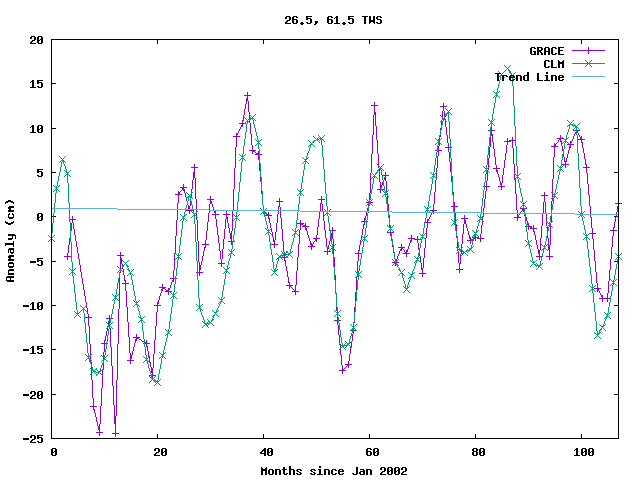 26.5, 61.5 TWS
GRACE
CLM
Trend Line
Anomaly (cm)
20
15
10
5
0
-5
-10
-15
-20
-25
0 20 40 60 80 100
Months since Jan 2002